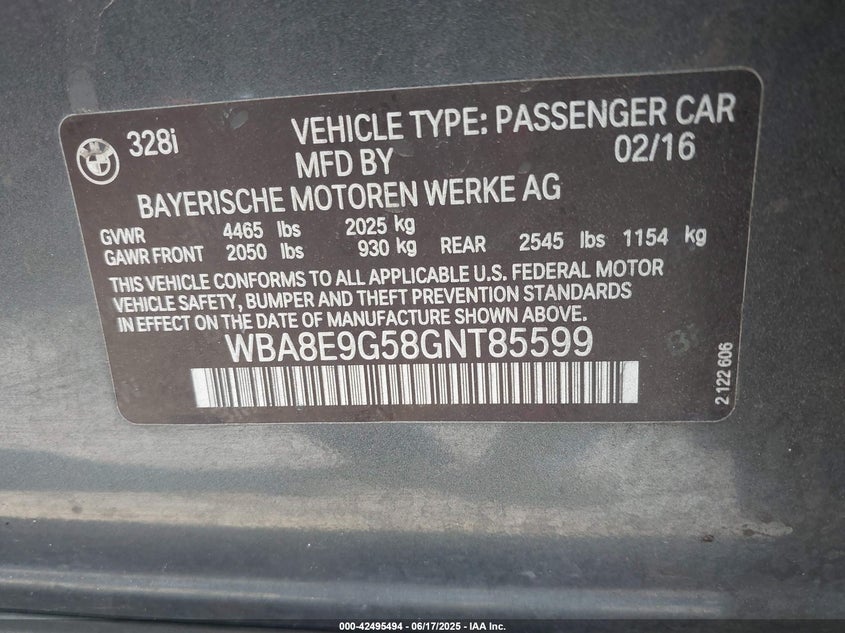 BMW
328i VEHICLE TYPE: PASSENGER CAR
MFD BY 02/16
BAYERISCHE MOTOREN WERKE AG
GVWR 4465 lbs 2025 kg
GAWR FRONT 2050 lbs 930 kg REAR 2545 lbs 1154 kg
THIS VEHICLE CONFORMS TO ALL APPLICABLE U.S. FEDERAL MOTOR
VEHICLE SAFETY, BUMPER AND THEFT PREVENTION STANDARDS
IN EFFECT ON THE DATE OF MANUFACTURE SHOWN ABOVE.
WBA8E9G58GNT85599
2 122 606
000-42495494 - 06/17/2025 - IAA Inc.